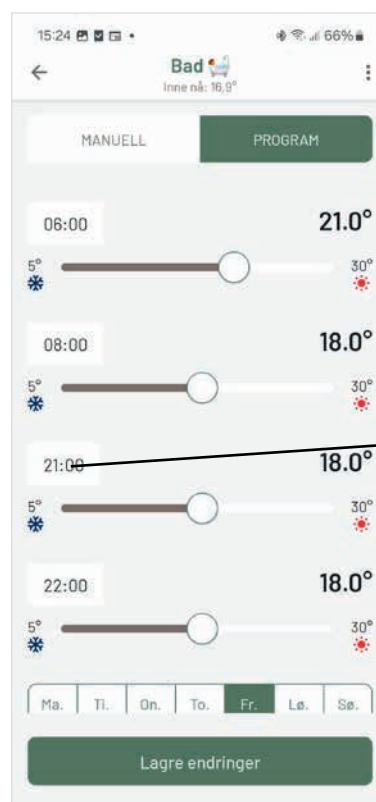 15:24 66%
Bad
Inne nå: 16,9°
MANUELL PROGRAM
06:00 21.0°
5° 30°
08:00 18.0°
5° 30°
21:00 18.0°
5° 30°
22:00 18.0°
5° 30°
Ma. Ti. On. To. Fr. Lø. Sø.
Lagre endringer